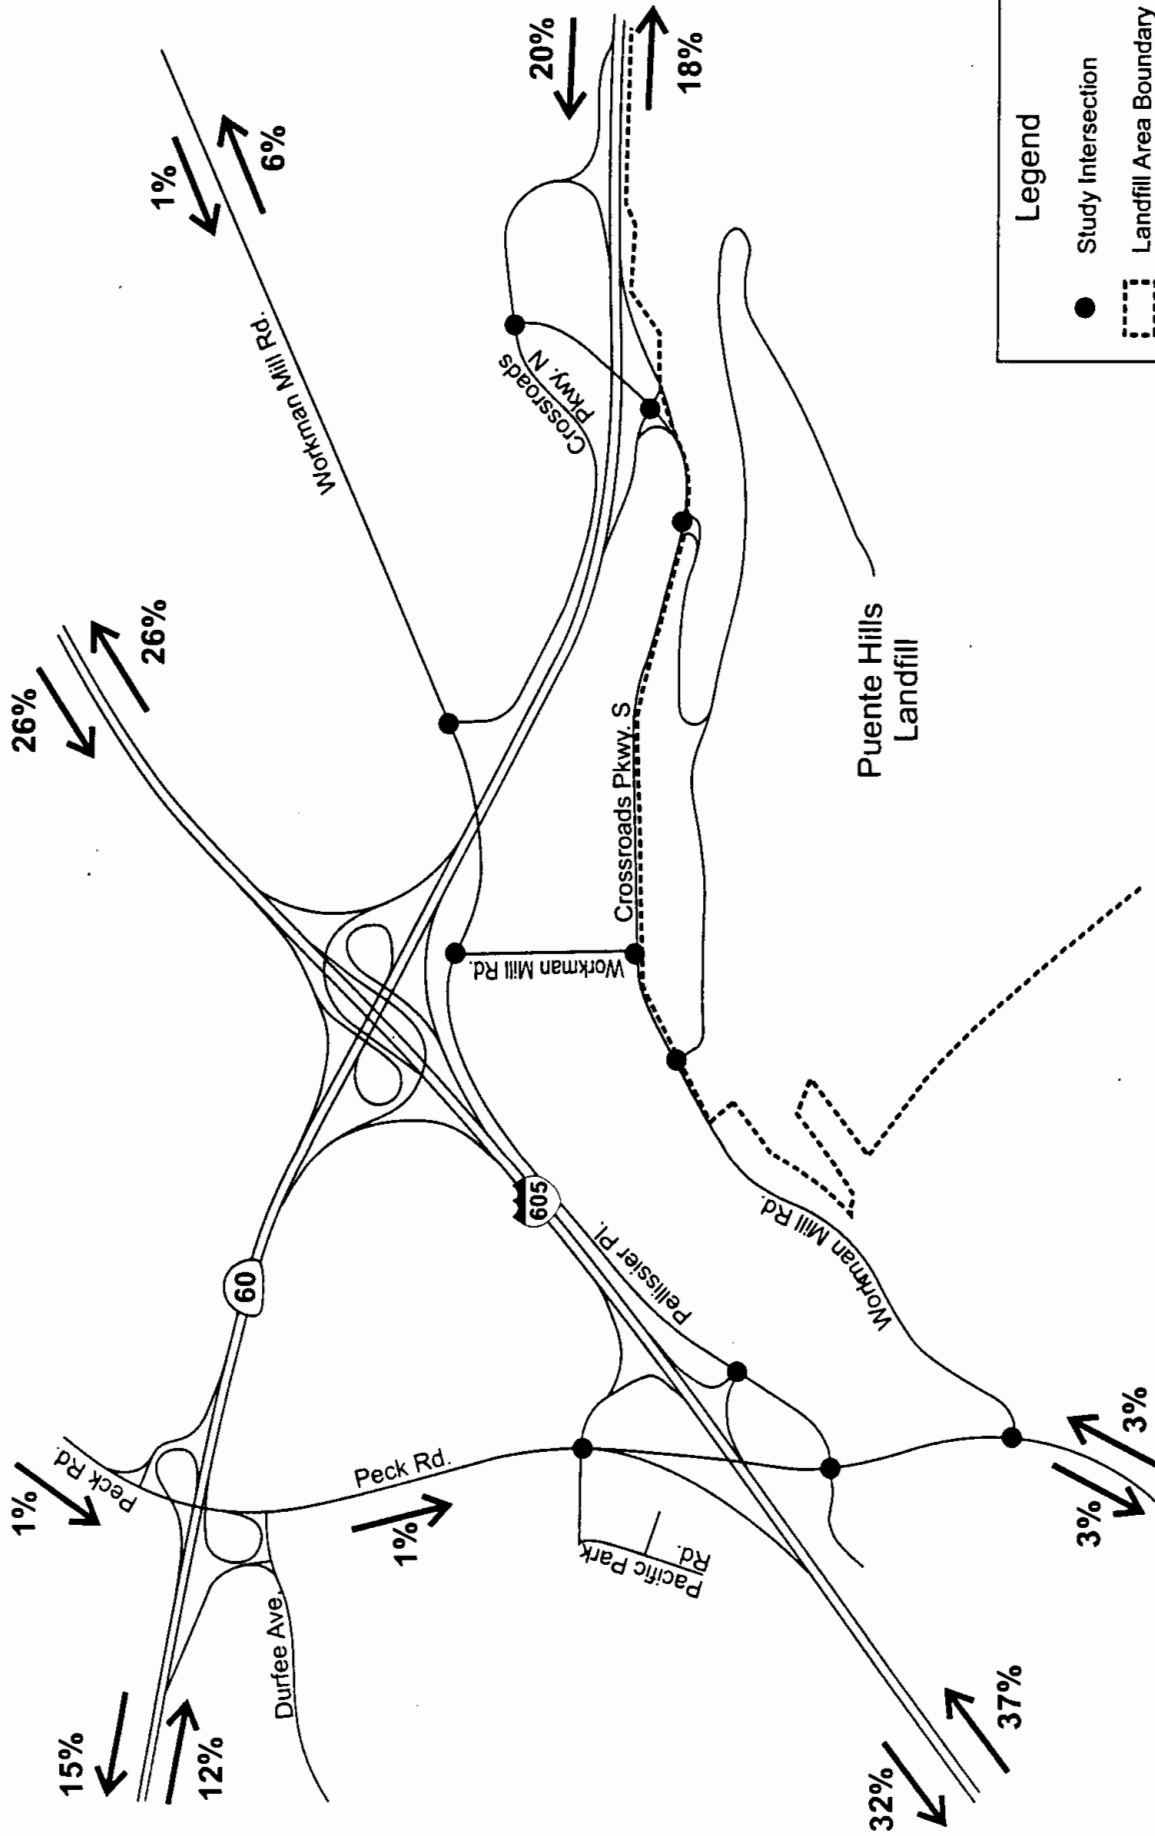 26%
26%
1%
6%
20%
18%
Workman Mill Rd.
Crossroads
Pkwy. N
60
605
1%
Peck Rd.
Peck Rd.
1%
15%
12%
Durfee Ave.
Pacific Park
Rd.
Pellissier Pl.
Workman Mill Rd.
Crossroads Pkwy. S
Workman Mill Rd.
Puente Hills
Landfill
32%
37%
3%
3%
Legend
Study Intersection
Landfill Area Boundary